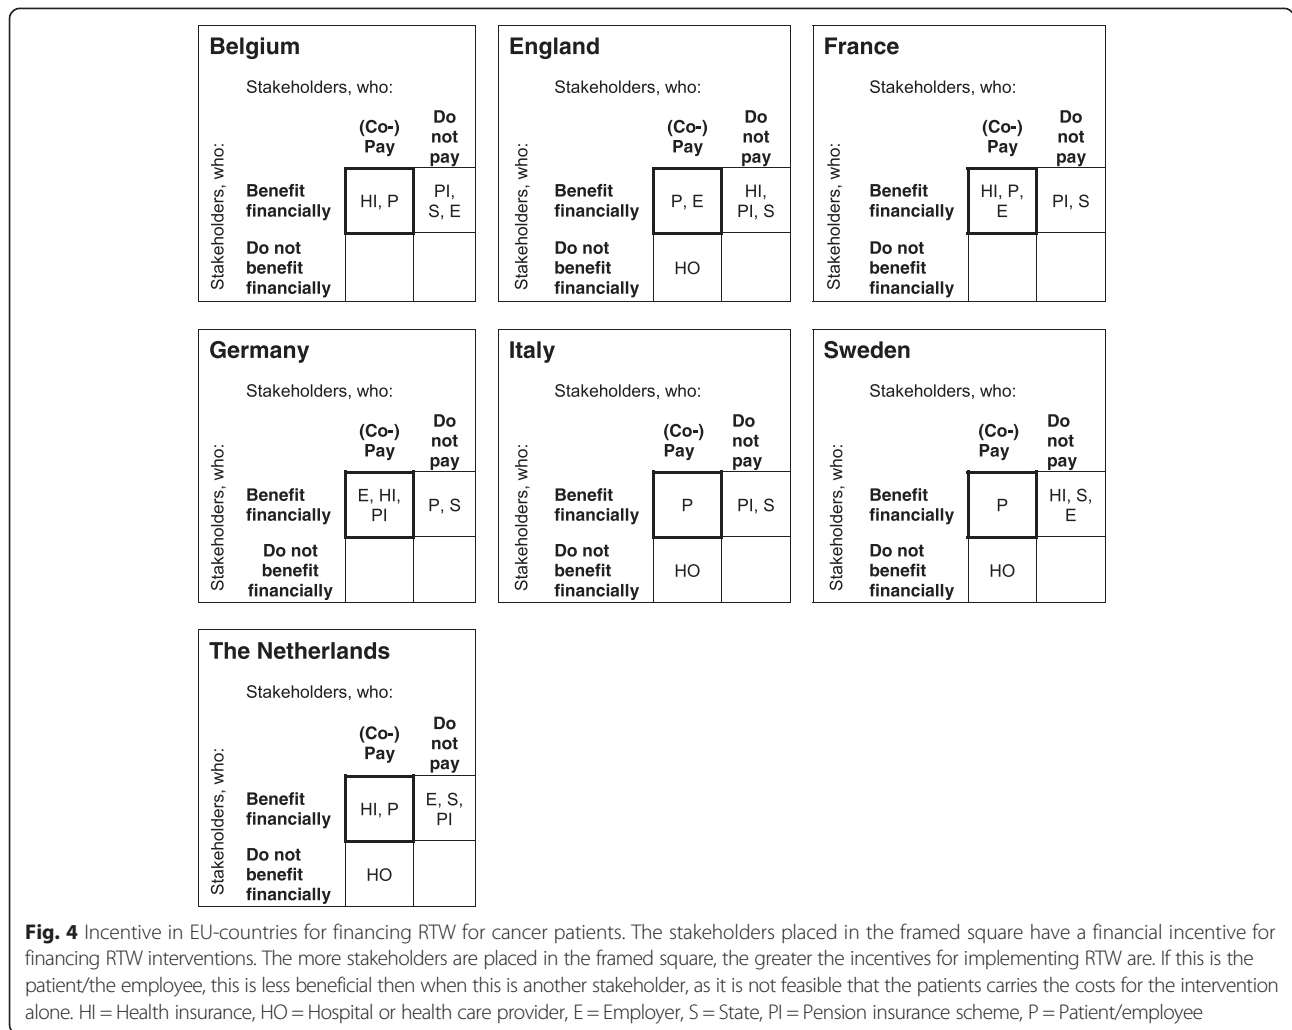 Belgium
Stakeholders, who:
Stakeholders, who:
(Co-)
Pay
Do
not
pay
Benefit
financially
HI, P
PI,
S, E
Do not
benefit
financially
England
Stakeholders, who:
Stakeholders, who:
(Co-)
Pay
Do
not
pay
Benefit
financially
P, E
HI,
PI, S
Do not
benefit
financially
HO
France
Stakeholders, who:
Stakeholders, who:
(Co-)
Pay
Do
not
pay
Benefit
financially
HI, P,
E
PI, S
Do not
benefit
financially
Germany
Stakeholders, who:
Stakeholders, who:
(Co-)
Pay
Do
not
pay
Benefit
financially
E, HI,
PI
P, S
Do not
benefit
financially
Italy
Stakeholders, who:
Stakeholders, who:
(Co-)
Pay
Do
not
pay
Benefit
financially
P
PI, S
Do not
benefit
financially
HO
Sweden
Stakeholders, who:
Stakeholders, who:
(Co-)
Pay
Do
not
pay
Benefit
financially
P
HI, S,
E
Do not
benefit
financially
HO
The Netherlands
Stakeholders, who:
Stakeholders, who:
(Co-)
Pay
Do
not
pay
Benefit
financially
HI, P
E, S,
PI
Do not
benefit
financially
HO
Fig. 4 Incentive in EU-countries for financing RTW for cancer patients. The stakeholders placed in the framed square have a financial incentive for
financing RTW interventions. The more stakeholders are placed in the framed square, the greater the incentives for implementing RTW are. If this is the
patient/the employee, this is less beneficial then when this is another stakeholder, as it is not feasible that the patients carries the costs for the intervention
alone. HI = Health insurance, HO = Hospital or health care provider, E = Employer, S = State, PI = Pension insurance scheme, P = Patient/employee